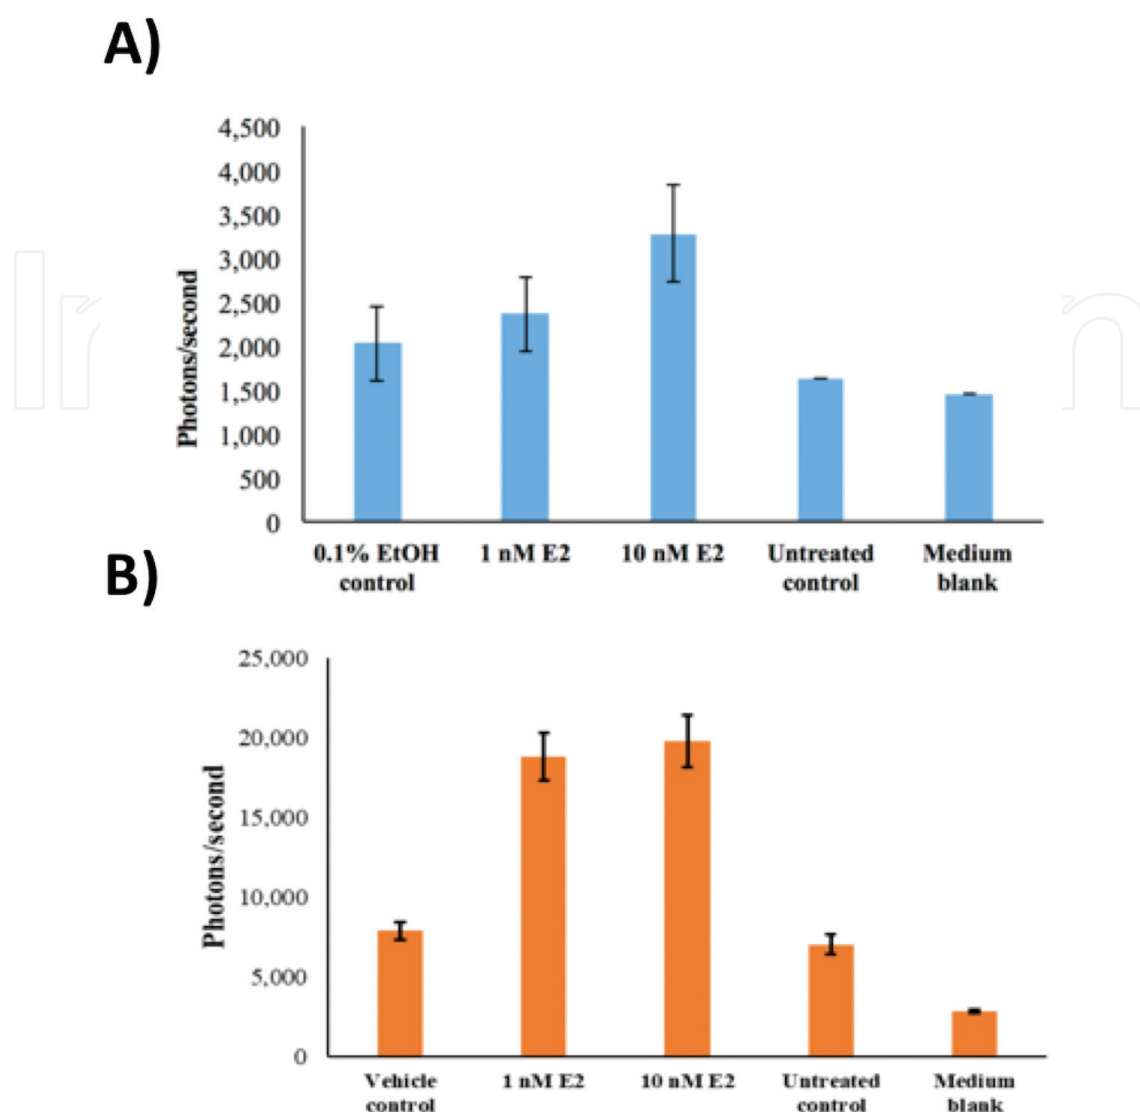 A)
4,500
4,000
3,500
3,000
2,500
2,000
1,500
1,000
500
0
Photons/second
0.1% EtOH control
1 nM E2
10 nM E2
Untreated control
Medium blank
B)
25,000
20,000
15,000
10,000
5,000
0
Photons/second
Vehicle control
1 nM E2
10 nM E2
Untreated control
Medium blank